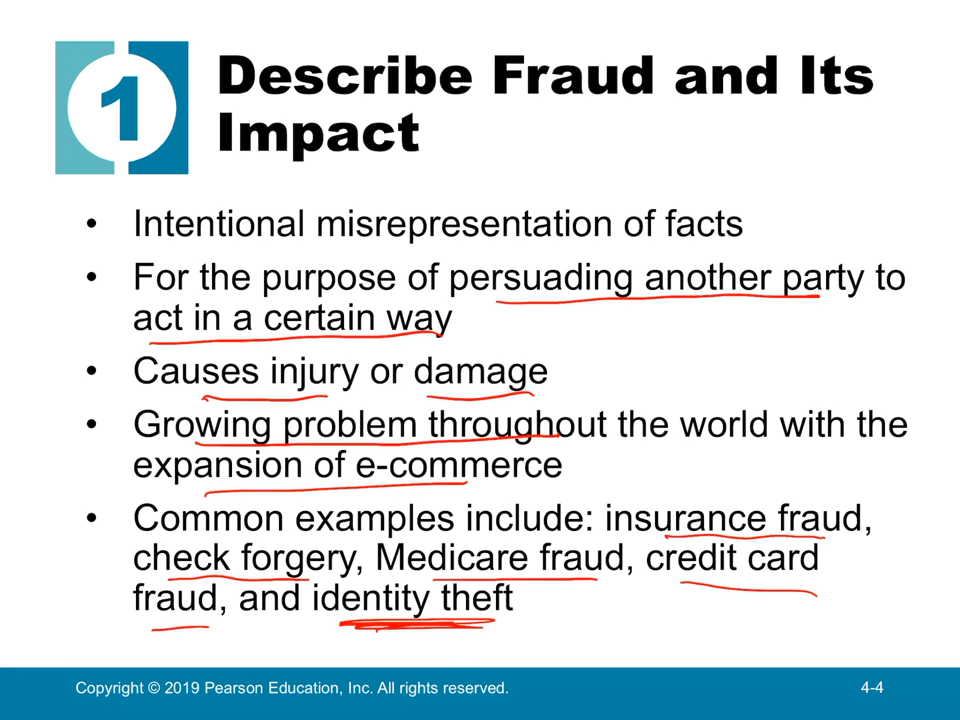 1
Describe Fraud and Its
Impact
• Intentional misrepresentation of facts
• For the purpose of persuading another party to
act in a certain way
• Causes injury or damage
• Growing problem throughout the world with the
expansion of e-commerce
• Common examples include: insurance fraud,
check forgery, Medicare fraud, credit card
fraud, and identity theft
Copyright © 2019 Pearson Education, Inc. All rights reserved.
4-4